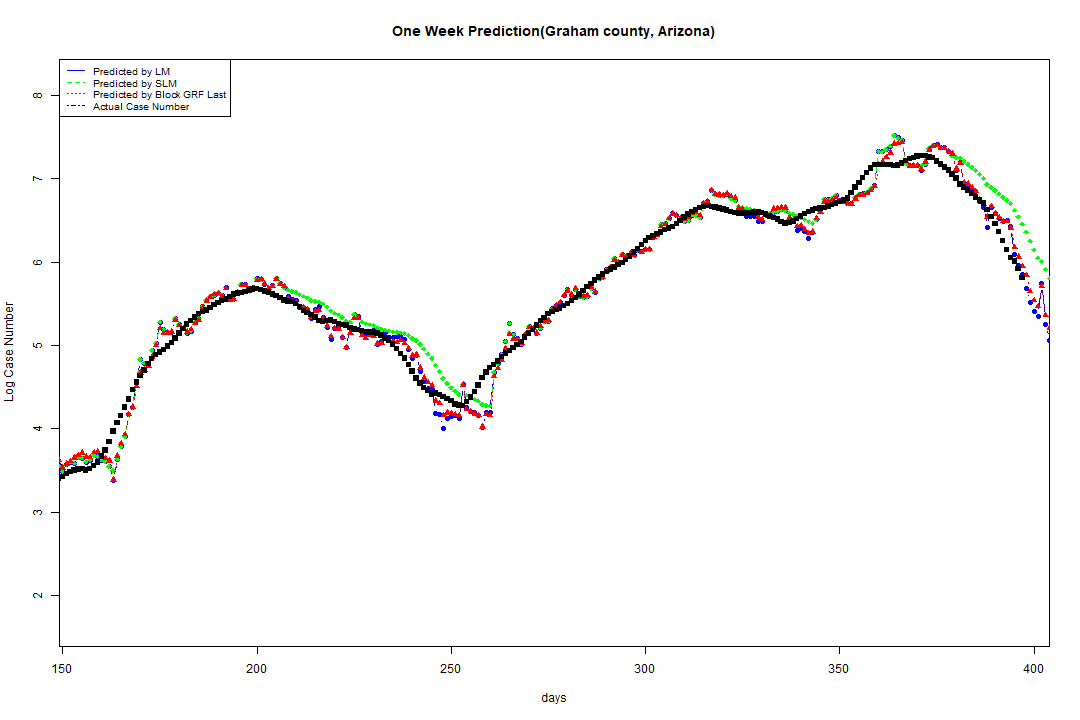 One Week Prediction(Graham county, Arizona)
Predicted by LM
Predicted by SLM
Predicted by Block GRF Last
Actual Case Number
8
7
6
5
4
3
2
Log Case Number
150 200 250 300 350 400
days